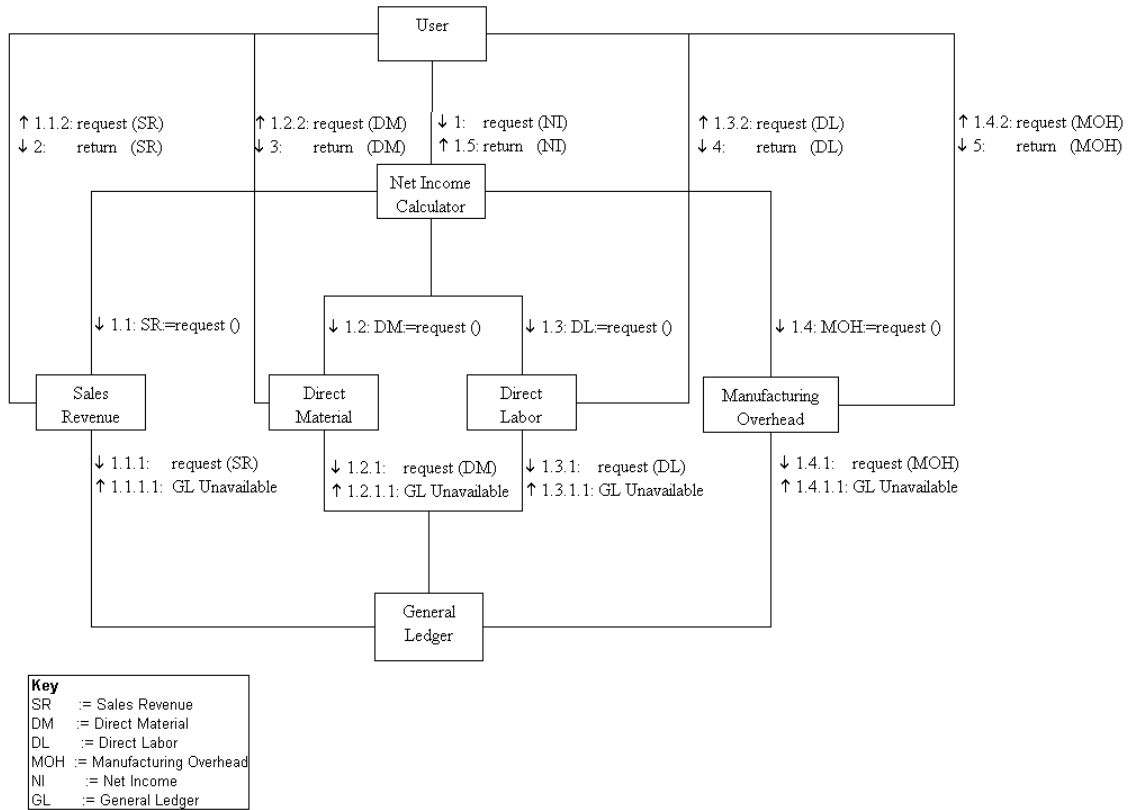 User
↑ 1.1.2: request (SR)
↓ 2: return (SR)
↑ 1.2.2: request (DM)
↓ 3: return (DM)
↓ 1: request (NI)
↑ 1.5: return (NI)
↑ 1.3.2: request (DL)
↓ 4: return (DL)
↑ 1.4.2: request (MOH)
↓ 5: return (MOH)
Net Income
Calculator
↓ 1.1: SR:=request ()
↓ 1.2: DM:=request ()
↓ 1.3: DL:=request ()
↓ 1.4: MOH:=request ()
Sales
Revenue
Direct
Material
Direct
Labor
Manufacturing
Overhead
↓ 1.1.1: request (SR)
↑ 1.1.1.1: GL Unavailable
↓ 1.2.1: request (DM)
↑ 1.2.1.1: GL Unavailable
↓ 1.3.1: request (DL)
↑ 1.3.1.1: GL Unavailable
↓ 1.4.1: request (MOH)
↑ 1.4.1.1: GL Unavailable
General
Ledger
Key
SR := Sales Revenue
DM := Direct Material
DL := Direct Labor
MOH := Manufacturing Overhead
NI := Net Income
GL := General Ledger